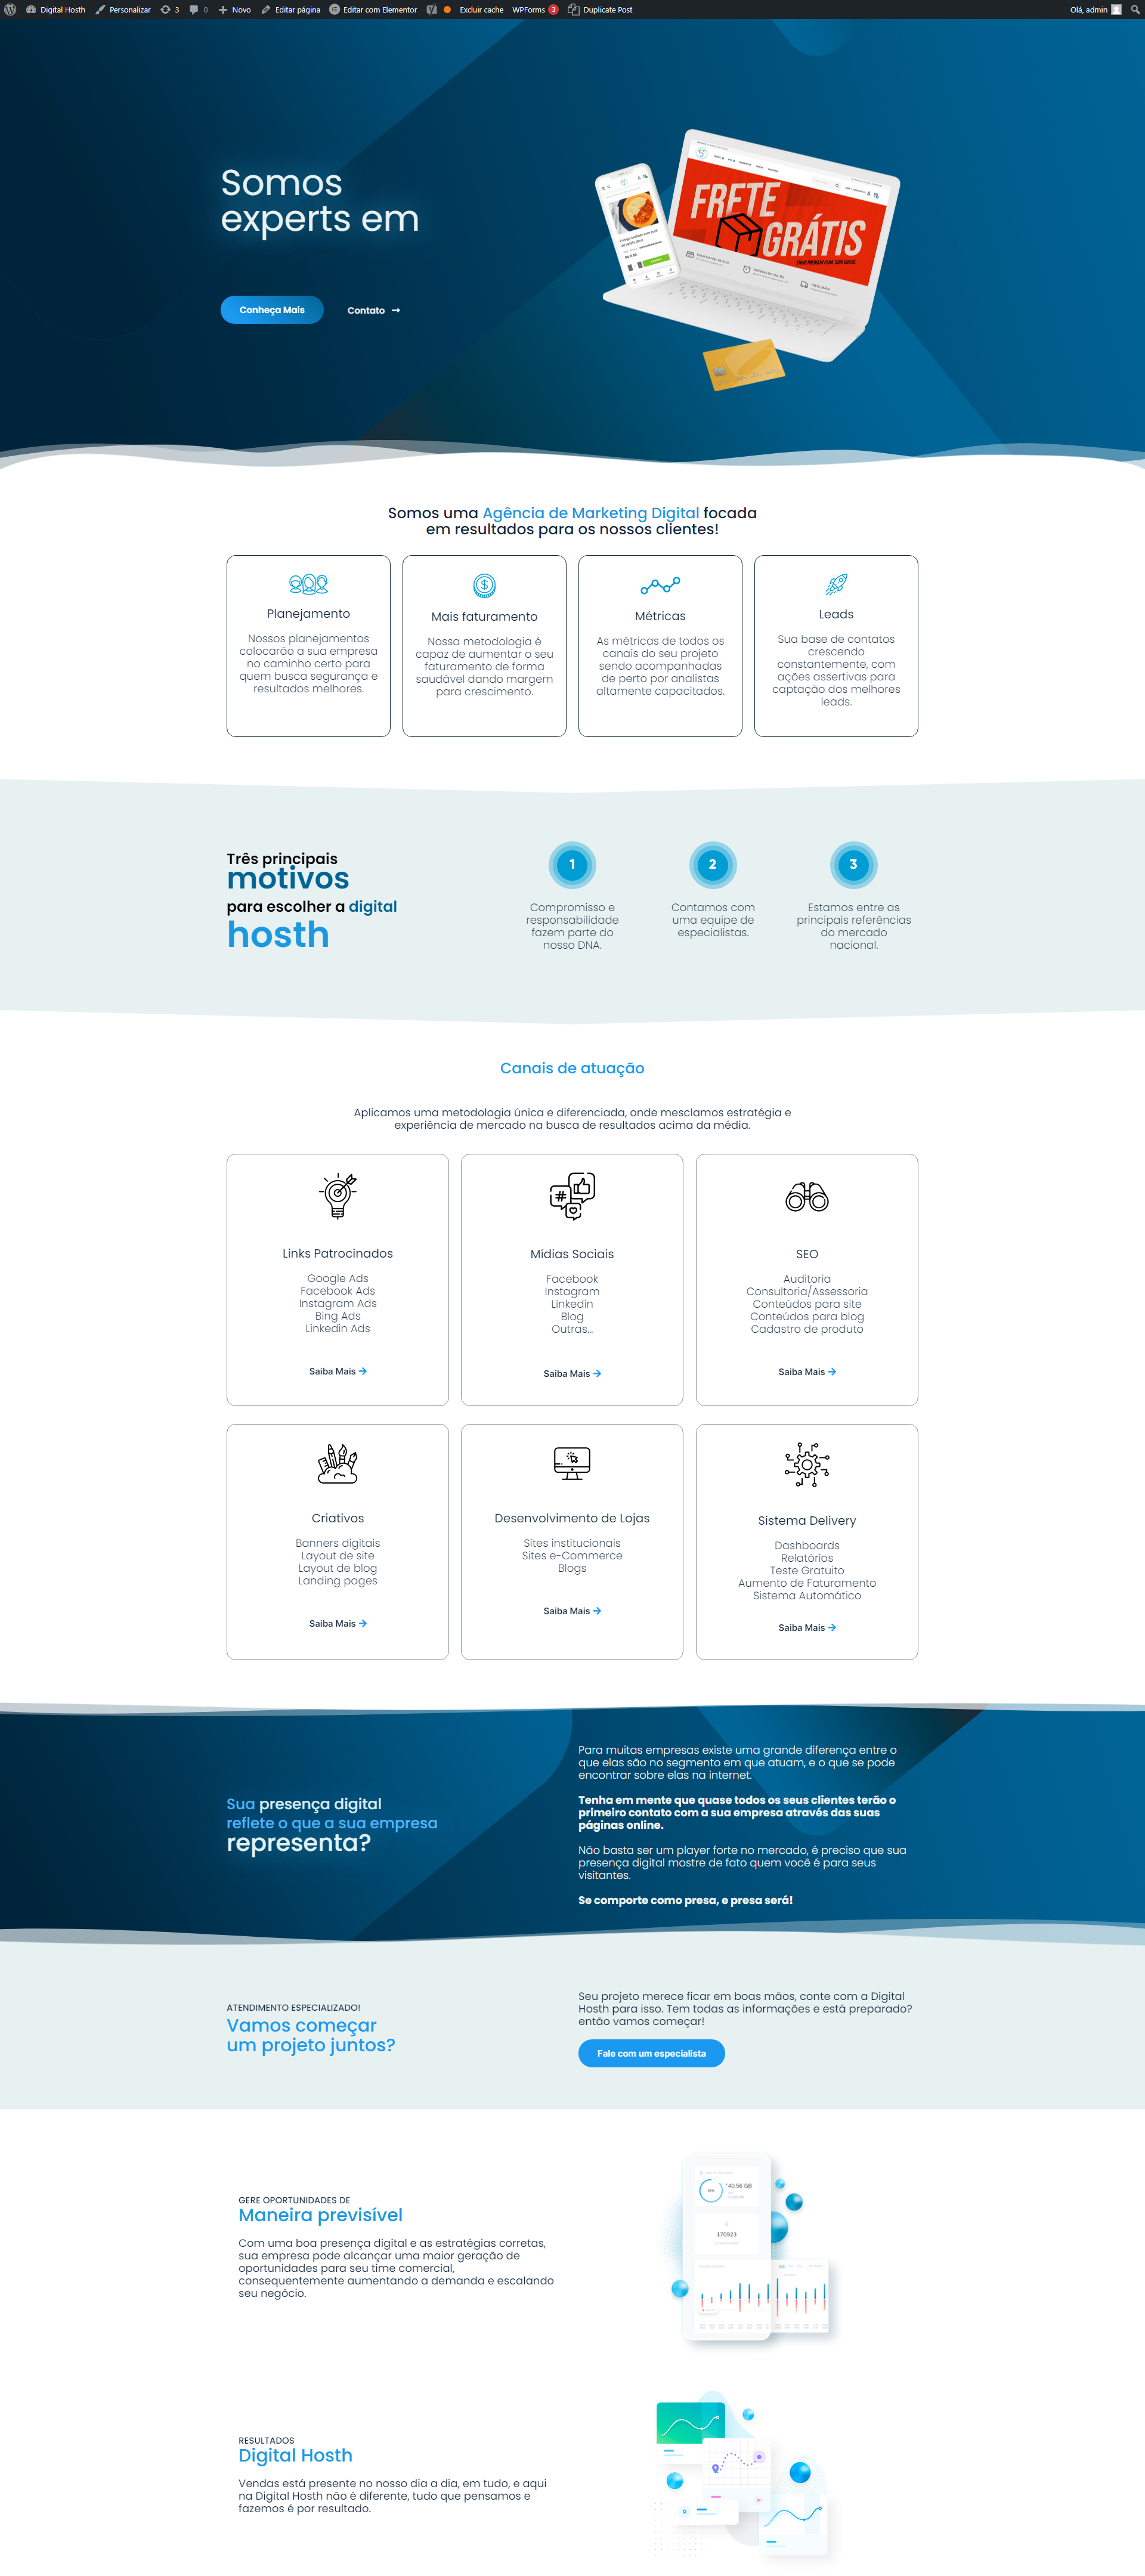 Digital Hosth Personalizar 3 0 Novo Editar página Editar com Elementor Excluir cache WPForms 3 Duplicate Post Olá, admin
Somos
experts em
FRETE
GRÁTIS
Conheça Mais Contato
Somos uma Agência de Marketing Digital focada
em resultados para os nossos clientes!
Planejamento
Nossos planejamentos
colocarão a sua empresa
no caminho certo para
quem busca segurança e
resultados melhores.
Mais faturamento
Nossa metodologia é
capaz de aumentar o seu
faturamento de forma
saudável dando margem
para crescimento.
Métricas
As métricas de todos os
canais do seu projeto
sendo acompanhadas
de perto por analistas
altamente capacitados.
Leads
Sua base de contatos
crescendo
constantemente, com
ações assertivas para
captação dos melhores
leads.
Três principais
motivos
para escolher a digital
hosth
1
Compromisso e
responsabilidade
fazem parte do
nosso DNA.
2
Contamos com
uma equipe de
especialistas.
3
Estamos entre as
principais referências
do mercado
nacional.
Canais de atuação
Aplicamos uma metodologia única e diferenciada, onde mesclamos estratégia e
experiência de mercado na busca de resultados acima da média.
Links Patrocinados
Google Ads
Facebook Ads
Instagram Ads
Bing Ads
Linkedin Ads
Saiba Mais
Mídias Sociais
Facebook
Instagram
Linkedin
Blog
Outras...
Saiba Mais
SEO
Auditoria
Consultoria/Assessoria
Conteúdos para site
Conteúdos para blog
Cadastro de produto
Saiba Mais
Criativos
Banners digitais
Layout de site
Layout de blog
Landing pages
Saiba Mais
Desenvolvimento de Lojas
Sites institucionais
Sites e-Commerce
Blogs
Saiba Mais
Sistema Delivery
Dashboards
Relatórios
Teste Gratuito
Aumento de Faturamento
Sistema Automático
Saiba Mais
Sua presença digital
reflete o que a sua empresa
representa?
Para muitas empresas existe uma grande diferença entre o
que elas são no segmento em que atuam, e o que se pode
encontrar sobre elas na internet.
Tenha em mente que quase todos os seus clientes terão o
primeiro contato com a sua empresa através das suas
páginas online.
Não basta ser um player forte no mercado, é preciso que sua
presença digital mostre de fato quem você é para seus
visitantes.
Se comporte como presa, e presa será!
ATENDIMENTO ESPECIALIZADO!
Vamos começar
um projeto juntos?
Seu projeto merece ficar em boas mãos, conte com a Digital
Hosth para isso. Tem todas as informações e está preparado?
então vamos começar!
Fale com um especialista
GERE OPORTUNIDADES DE
Maneira previsível
Com uma boa presença digital e as estratégias corretas,
sua empresa pode alcançar uma maior geração de
oportunidades para seu time comercial,
consequentemente aumentando a demanda e escalando
seu negócio.
40,56 GB
170923
RESULTADOS
Digital Hosth
Vendas está presente no nosso dia a dia, em tudo, e aqui
na Digital Hosth não é diferente, tudo que pensamos e
fazemos é por resultado.